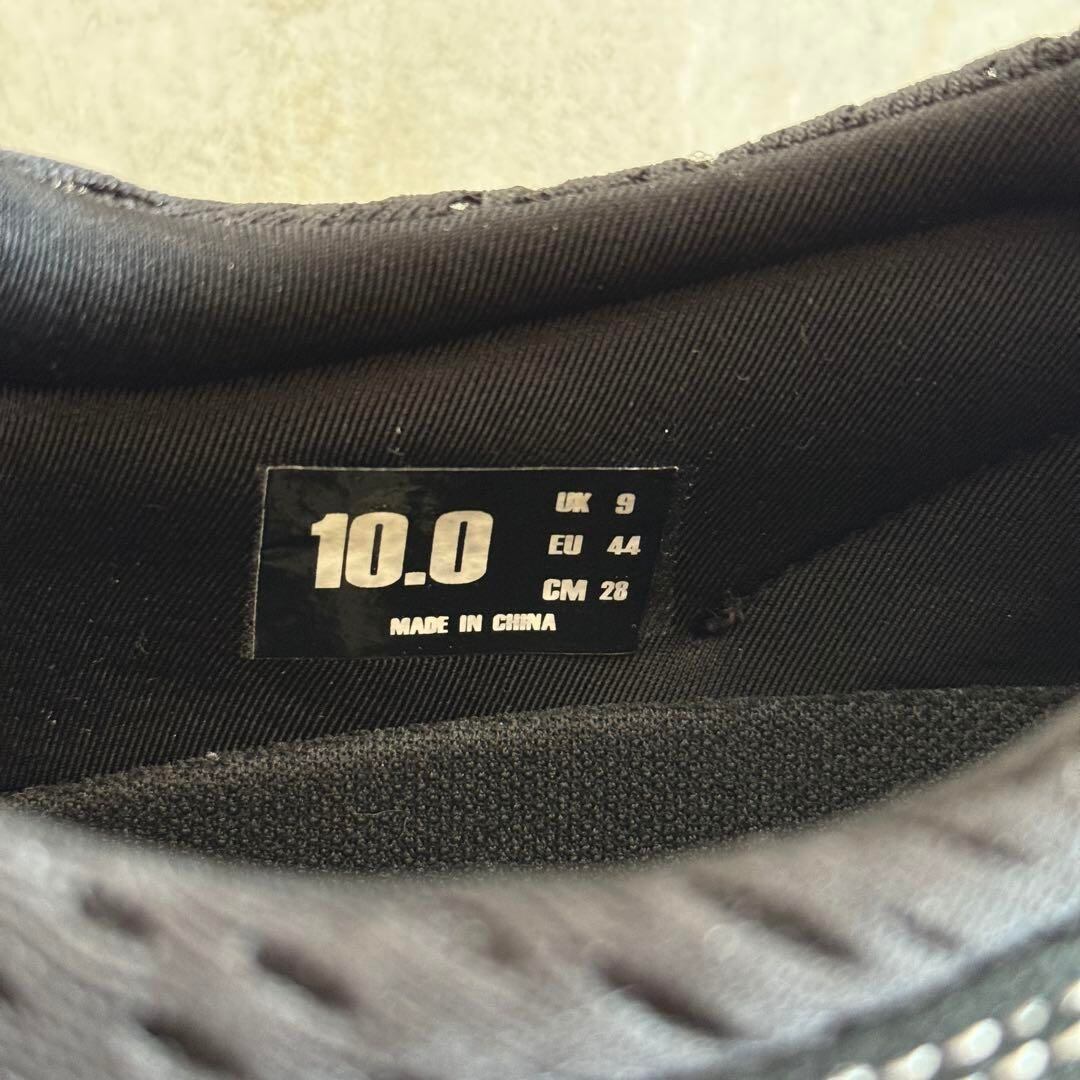 10.0
UK 9
EU 44
CM 28
MADE IN CHINA